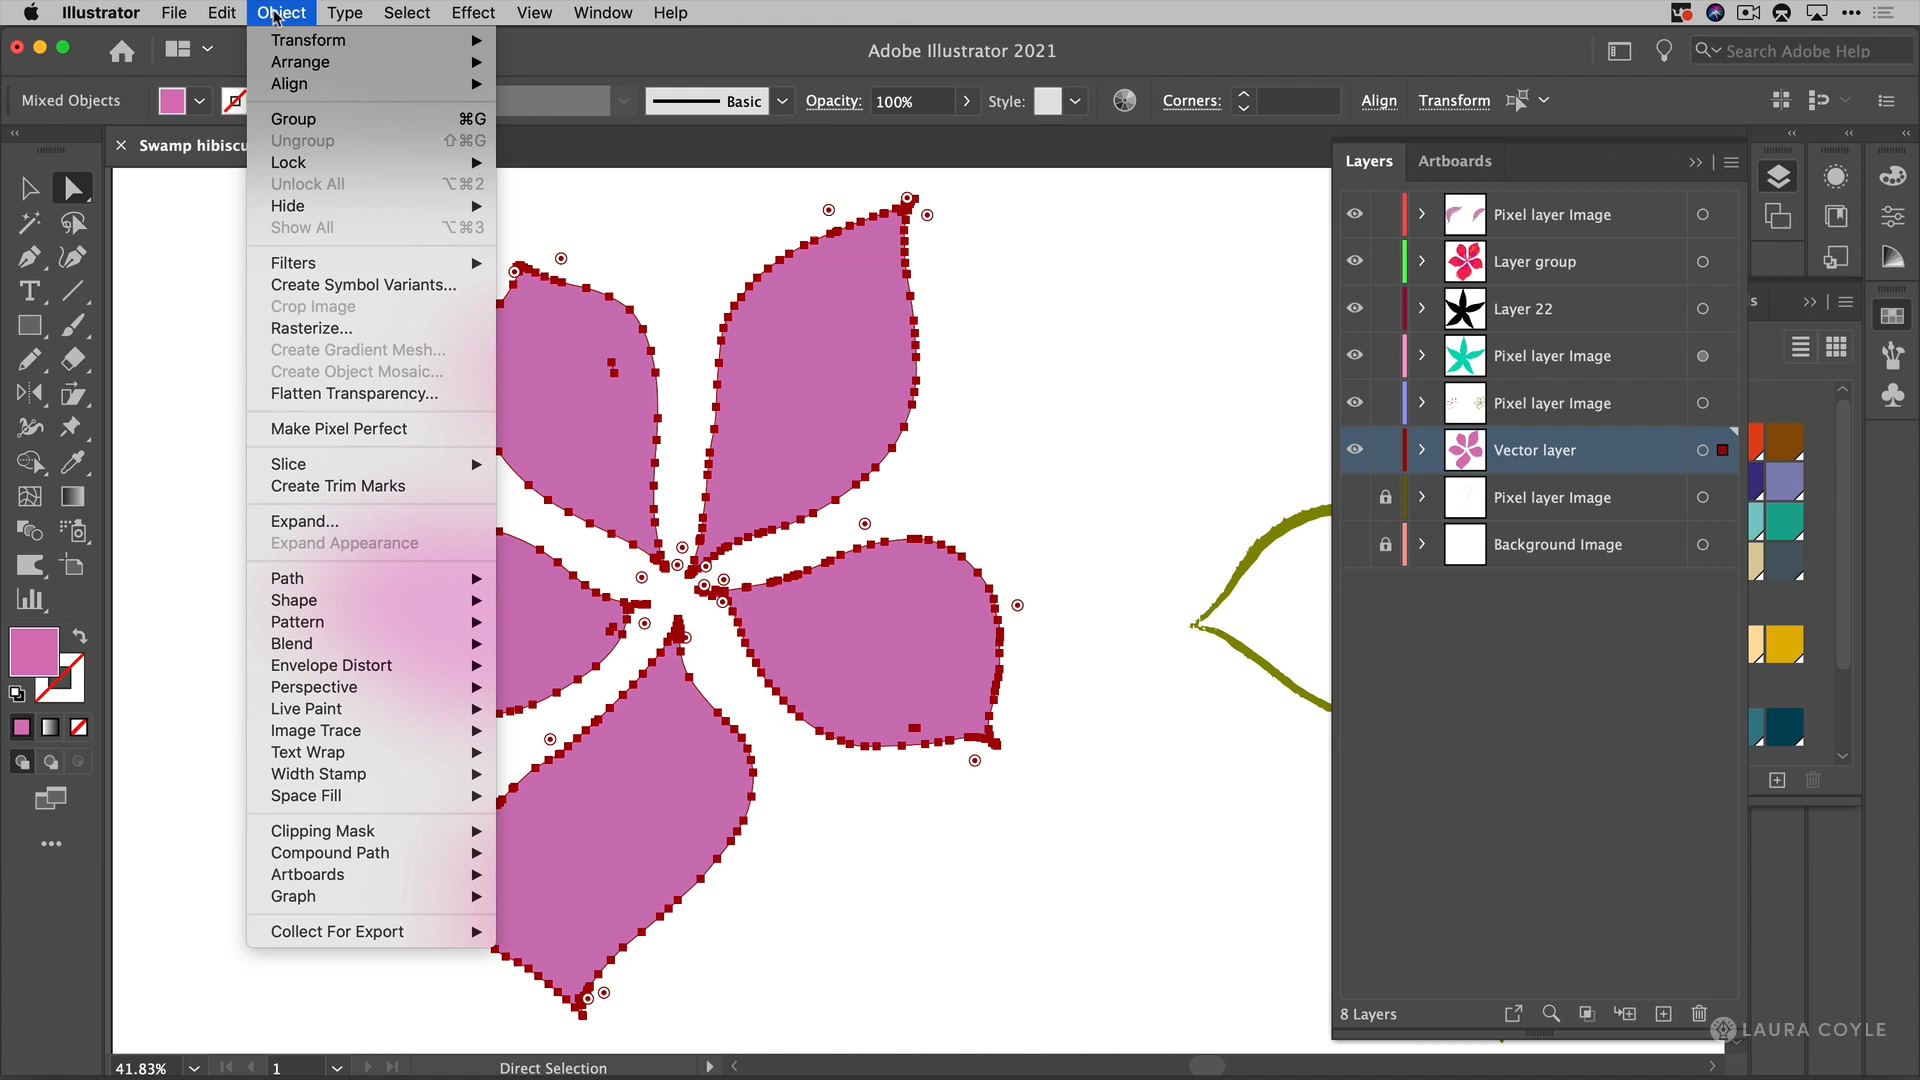 Illustrator File Edit Object Type Select Effect View Window Help
Adobe Illustrator 2021
Search Adobe Help
Mixed Objects
Basic
Opacity: 100%
Style:
Corners:
Align
Transform
Swamp hibiscu
Transform
Arrange
Align
Group ⌘G
Ungroup ⇧⌘G
Lock
Unlock All ⌥⌘2
Hide
Show All ⌥⌘3
Filters
Create Symbol Variants...
Crop Image
Rasterize...
Create Gradient Mesh...
Create Object Mosaic...
Flatten Transparency...
Make Pixel Perfect
Slice
Create Trim Marks
Expand...
Expand Appearance
Path
Shape
Pattern
Blend
Envelope Distort
Perspective
Live Paint
Image Trace
Text Wrap
Width Stamp
Space Fill
Clipping Mask
Compound Path
Artboards
Graph
Collect For Export
Layers Artboards
Pixel layer Image
Layer group
Layer 22
Pixel layer Image
Pixel layer Image
Vector layer
Pixel layer Image
Background Image
8 Layers
LAURA COYLE
41.83%
1
Direct Selection